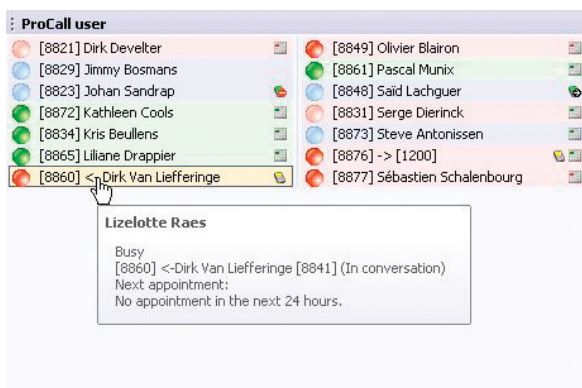 ProCall user
[8821] Dirk Develter
[8829] Jimmy Bosmans
[8823] Johan Sandrap
[8872] Kathleen Cools
[8834] Kris Beullens
[8865] Liliane Drappier
[8860] <-Dirk Van Liefferinge
[8849] Olivier Blairon
[8861] Pascal Munix
[8848] Saïd Lachguer
[8831] Serge Dierinck
[8873] Steve Antonissen
[8876] -> [1200]
[8877] Sébastien Schalenbourg
Lizelotte Raes
Busy
[8860] <-Dirk Van Liefferinge [8841] (In conversation)
Next appointment:
No appointment in the next 24 hours.